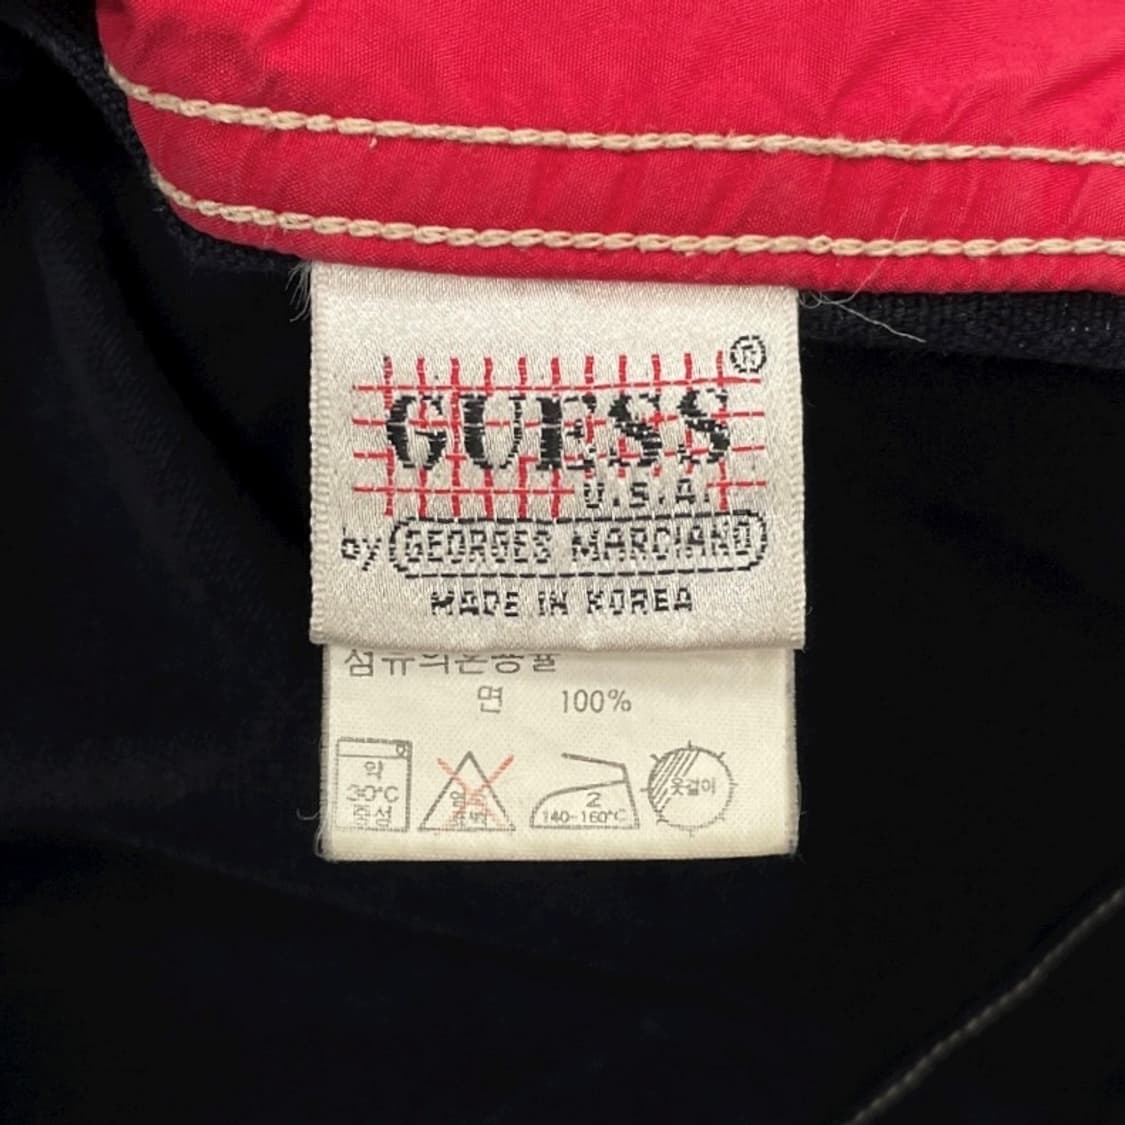 GUESS®
U.S.A.
by GEORGES MARCIANO
MADE IN KOREA
섬유의혼용율
면 100%
약
30°C
중성
2
140-160°C
옷걸이